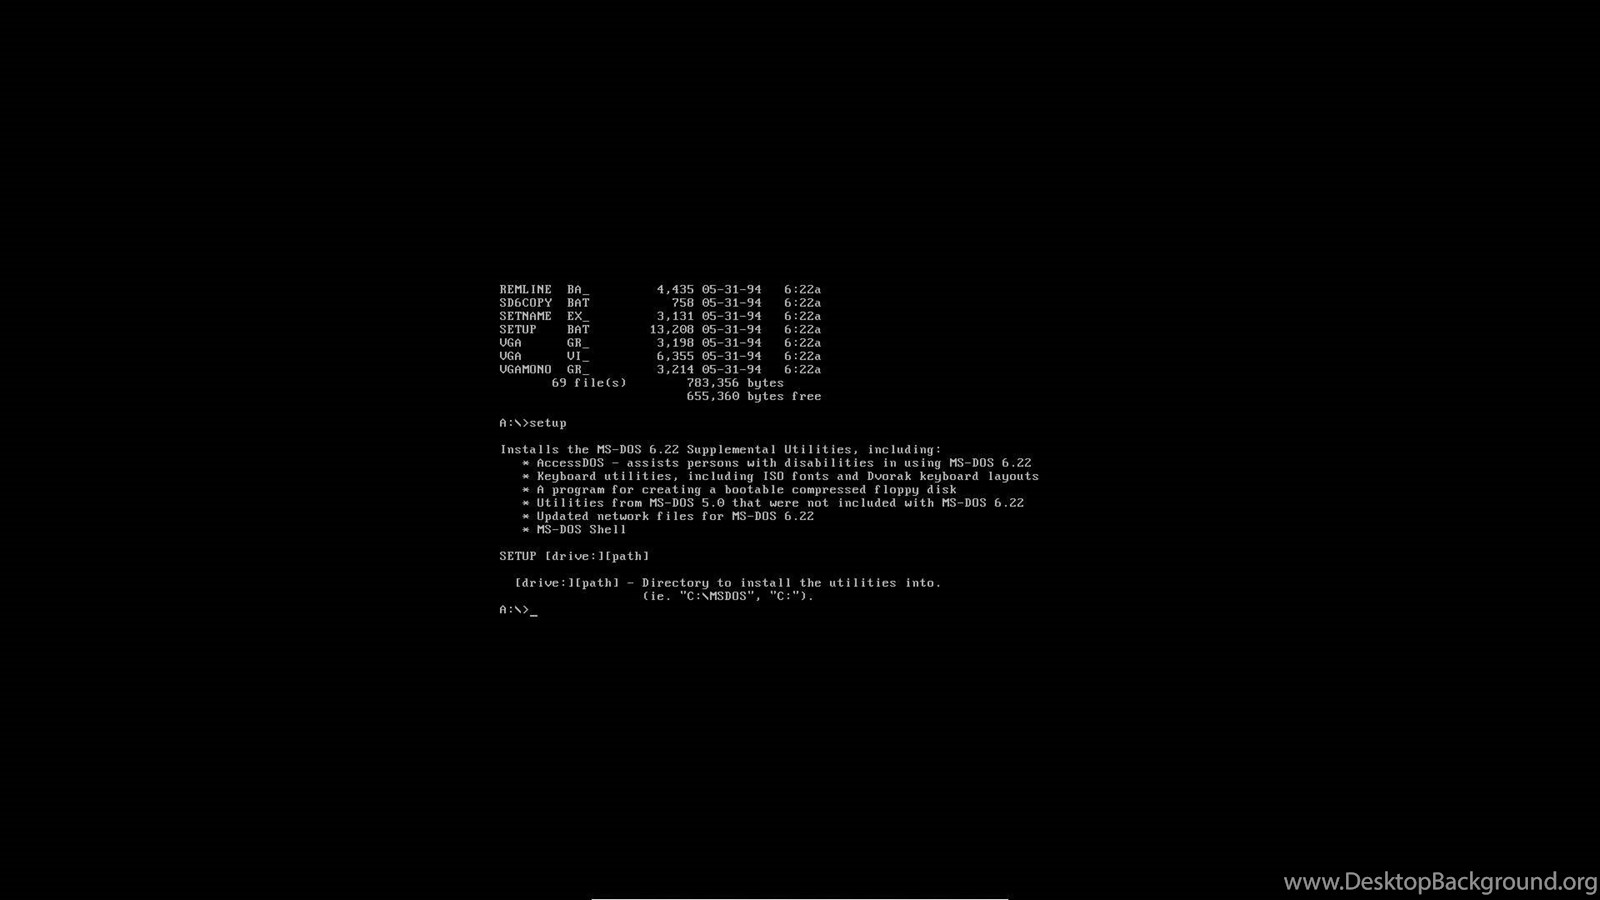 REMLINE  BA_         4,435 05-31-94   6:22a
SD6COPY  BAT           758 05-31-94   6:22a
SETNAME  EX_         3,131 05-31-94   6:22a
SETUP    BAT        13,208 05-31-94   6:22a
VGA      GR_         3,198 05-31-94   6:22a
VGA      VI_         6,355 05-31-94   6:22a
VGAMONO  GR_         3,214 05-31-94   6:22a
       69 file(s)        783,356 bytes
                         655,360 bytes free
A:\>setup
Installs the MS-DOS 6.22 Supplemental Utilities, including:
   * AccessDOS - assists persons with disabilities in using MS-DOS 6.22
   * Keyboard utilities, including ISO fonts and Dvorak keyboard layouts
   * A program for creating a bootable compressed floppy disk
   * Utilities from MS-DOS 5.0 that were not included with MS-DOS 6.22
   * Updated network files for MS-DOS 6.22
   * MS-DOS Shell
SETUP [drive:][path]
  [drive:][path] - Directory to install the utilities into.
                   (ie. "C:\MSDOS", "C:").
A:\>_
www.DesktopBackground.org